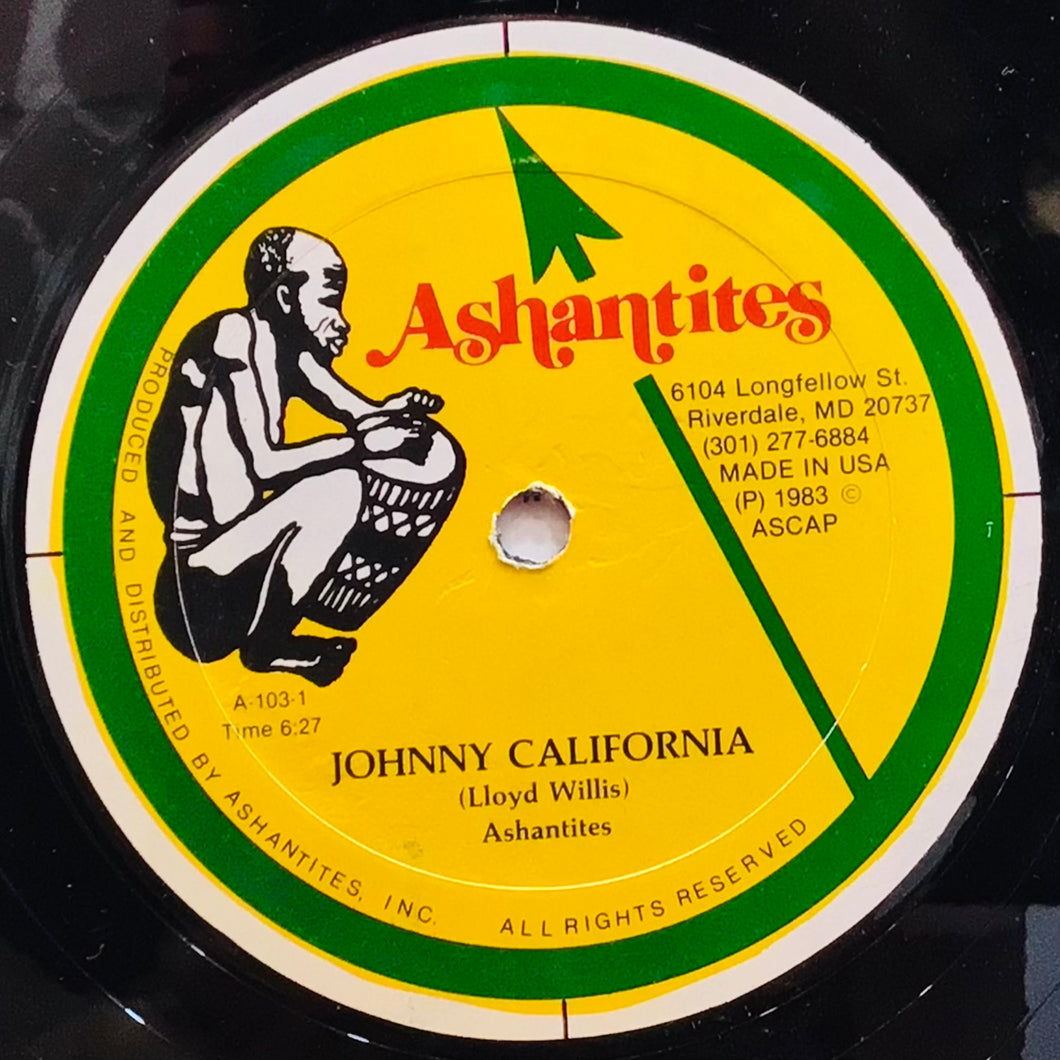 Ashantites
6104 Longfellow St.
Riverdale, MD 20737
(301) 277-6884
MADE IN USA
(P) 1983 ©
ASCAP
A-103-1
Time 6:27
JOHNNY CALIFORNIA
(Lloyd Willis)
Ashantites
PRODUCED AND DISTRIBUTED BY ASHANTITES, INC. ALL RIGHTS RESERVED